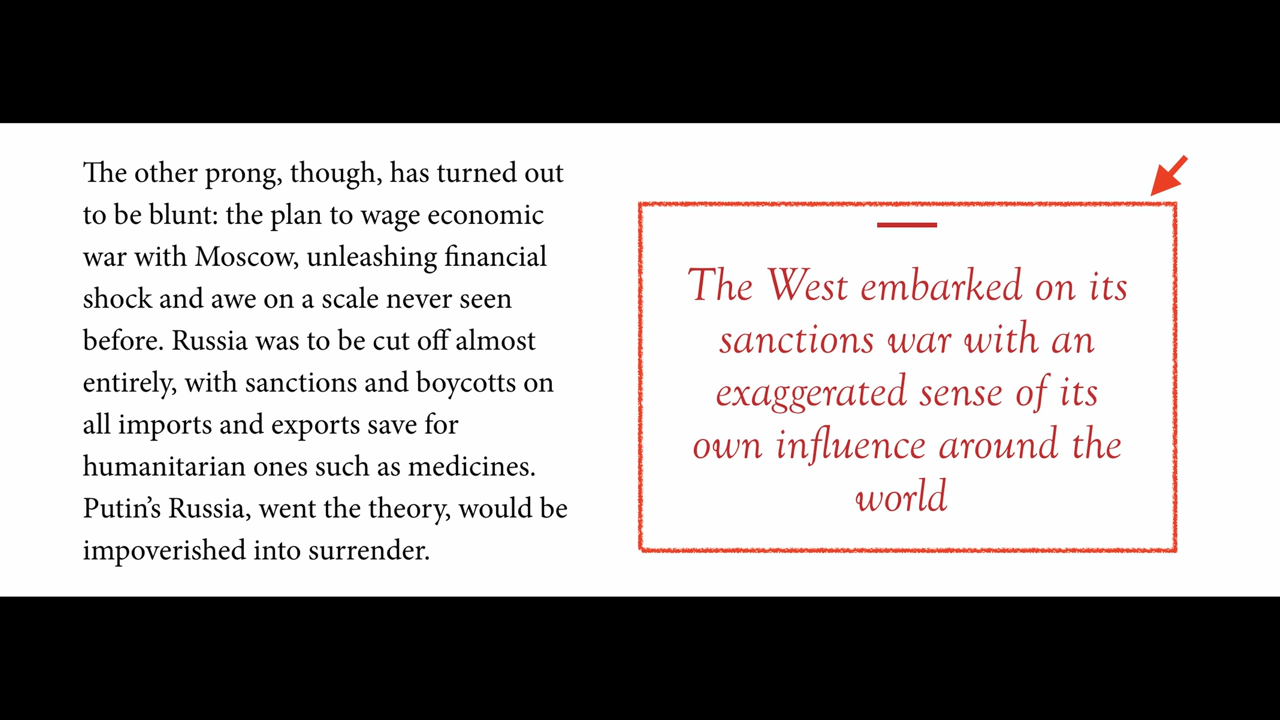 The other prong, though, has turned out
to be blunt: the plan to wage economic
war with Moscow, unleashing financial
shock and awe on a scale never seen
before. Russia was to be cut off almost
entirely, with sanctions and boycotts on
all imports and exports save for
humanitarian ones such as medicines.
Putin’s Russia, went the theory, would be
impoverished into surrender.
The West embarked on its
sanctions war with an
exaggerated sense of its
own influence around the
world